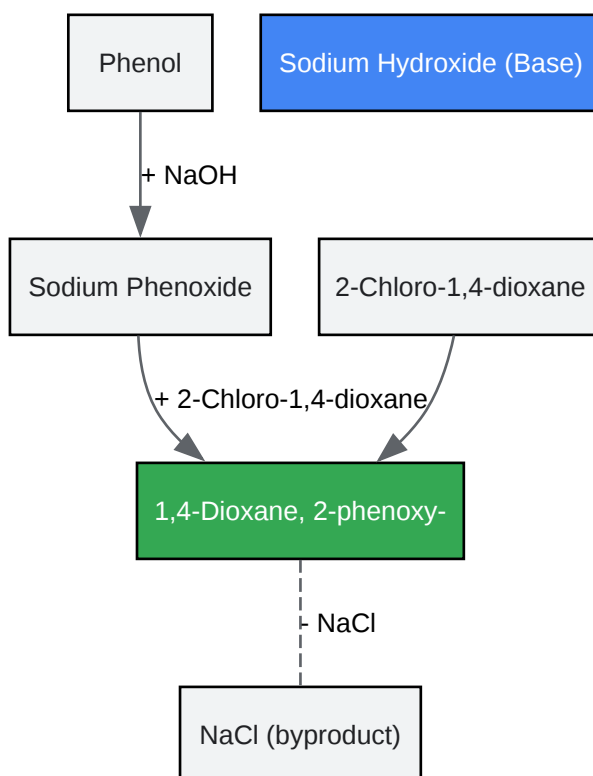 Phenol
Sodium Hydroxide (Base)
+ NaOH
Sodium Phenoxide
2-Chloro-1,4-dioxane
+ 2-Chloro-1,4-dioxane
1,4-Dioxane, 2-phenoxy-
- NaCl
NaCl (byproduct)